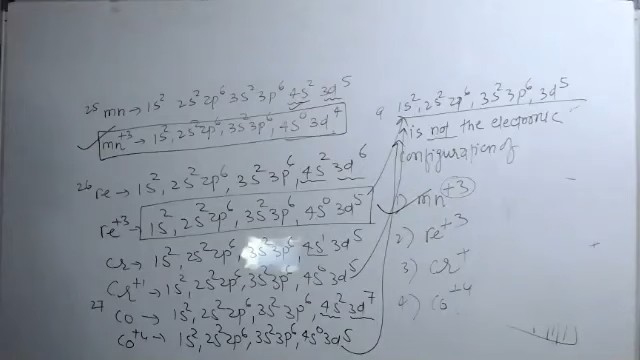 25 mn → 1s² 2s² 2p⁶ 3s² 3p⁶ 4s² 3d⁵
mn⁺³ → 1s², 2s² 2p⁶, 3s² 3p⁶, 4s⁰ 3d⁴
26 Fe → 1s², 2s² 2p⁶, 3s² 3p⁶, 4s² 3d⁶
Fe⁺³ → 1s², 2s² 2p⁶, 3s² 3p⁶, 4s⁰ 3d⁵
Cr → 1s², 2s² 2p⁶, 3s² 3p⁶, 4s¹ 3d⁵
Cr⁺¹ → 1s², 2s² 2p⁶, 3s² 3p⁶, 4s⁰ 3d⁵
27 Co → 1s², 2s² 2p⁶, 3s² 3p⁶, 4s² 3d⁷
Co⁺⁴ → 1s², 2s² 2p⁶, 3s² 3p⁶, 4s⁰ 3d⁵
q 1s², 2s² 2p⁶, 3s² 3p⁶, 3d⁵
is not the electronic
configuration of
1) mn⁺³
2) Fe⁺³
3) Cr⁺
4) Co⁺⁴